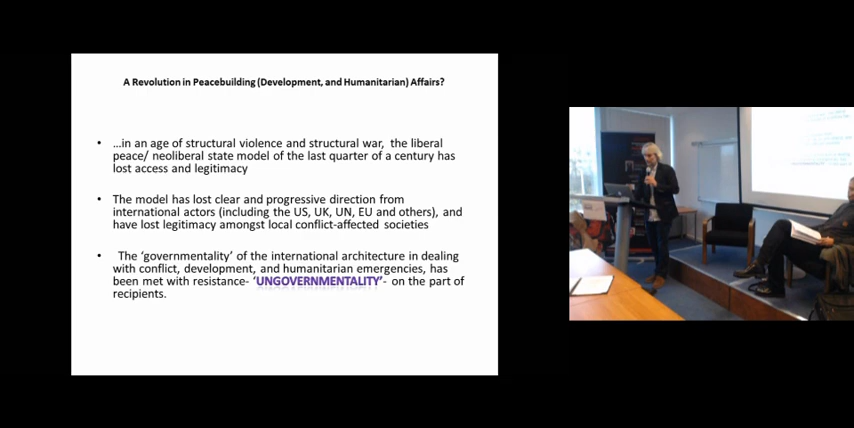 A Revolution in Peacebuilding (Development, and Humanitarian) Affairs?
• …in an age of structural violence and structural war, the liberal
peace/ neoliberal state model of the last quarter of a century has
lost access and legitimacy
• The model has lost clear and progressive direction from
international actors (including the US, UK, UN, EU and others), and
have lost legitimacy amongst local conflict-affected societies
• The ‘governmentality’ of the international architecture in dealing
with conflict, development, and humanitarian emergencies, has
been met with resistance- ‘UNGOVERNMENTALITY’- on the part of
recipients.